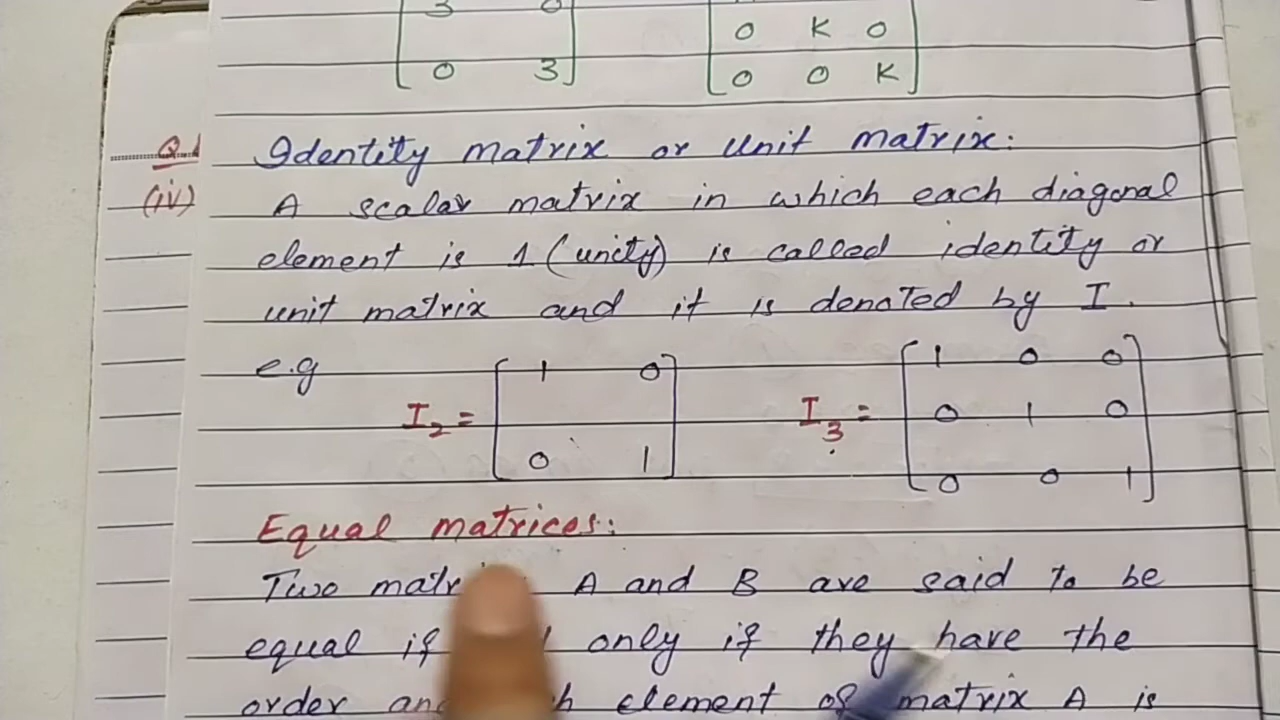 3 0
0 3
0 K 0
0 0 K
Q.1
(iv)
Identity matrix or unit matrix:
A scalar matrix in which each diagonal
element is 1 (unity) is called identity or
unit matrix and it is denoted by I.
e.g
I₂ = [ 1 0
0 1 ]
I₃ = [ 1 0 0
0 1 0
0 0 1 ]
Equal matrices:
Two A and B are said to be
equal if only if they have the
order element of matrix A is